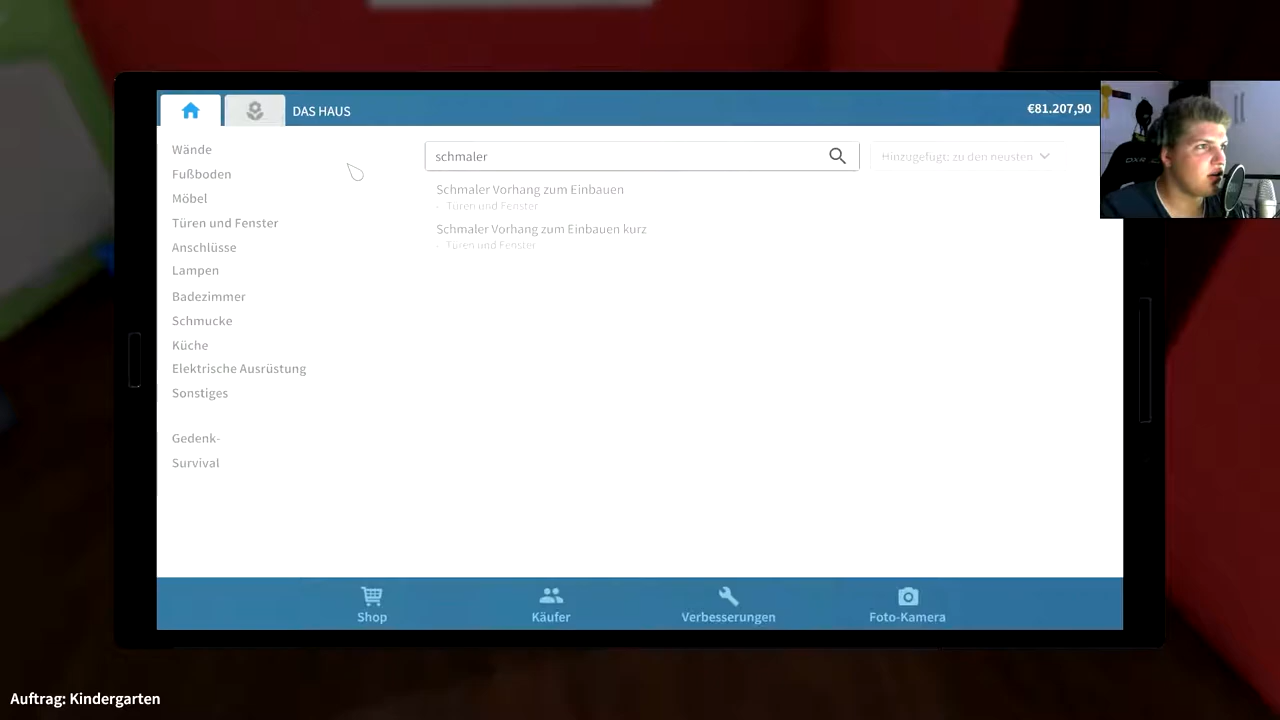 DAS HAUS
€81.207,90
Wände
Fußboden
Möbel
Türen und Fenster
Anschlüsse
Lampen
Badezimmer
Schmucke
Küche
Elektrische Ausrüstung
Sonstiges
Gedenk-
Survival
schmaler
Hinzugefügt: zu den neusten
Schmaler Vorhang zum Einbauen
- Türen und Fenster
Schmaler Vorhang zum Einbauen kurz
- Türen und Fenster
Shop
Käufer
Verbesserungen
Foto-Kamera
Auftrag: Kindergarten